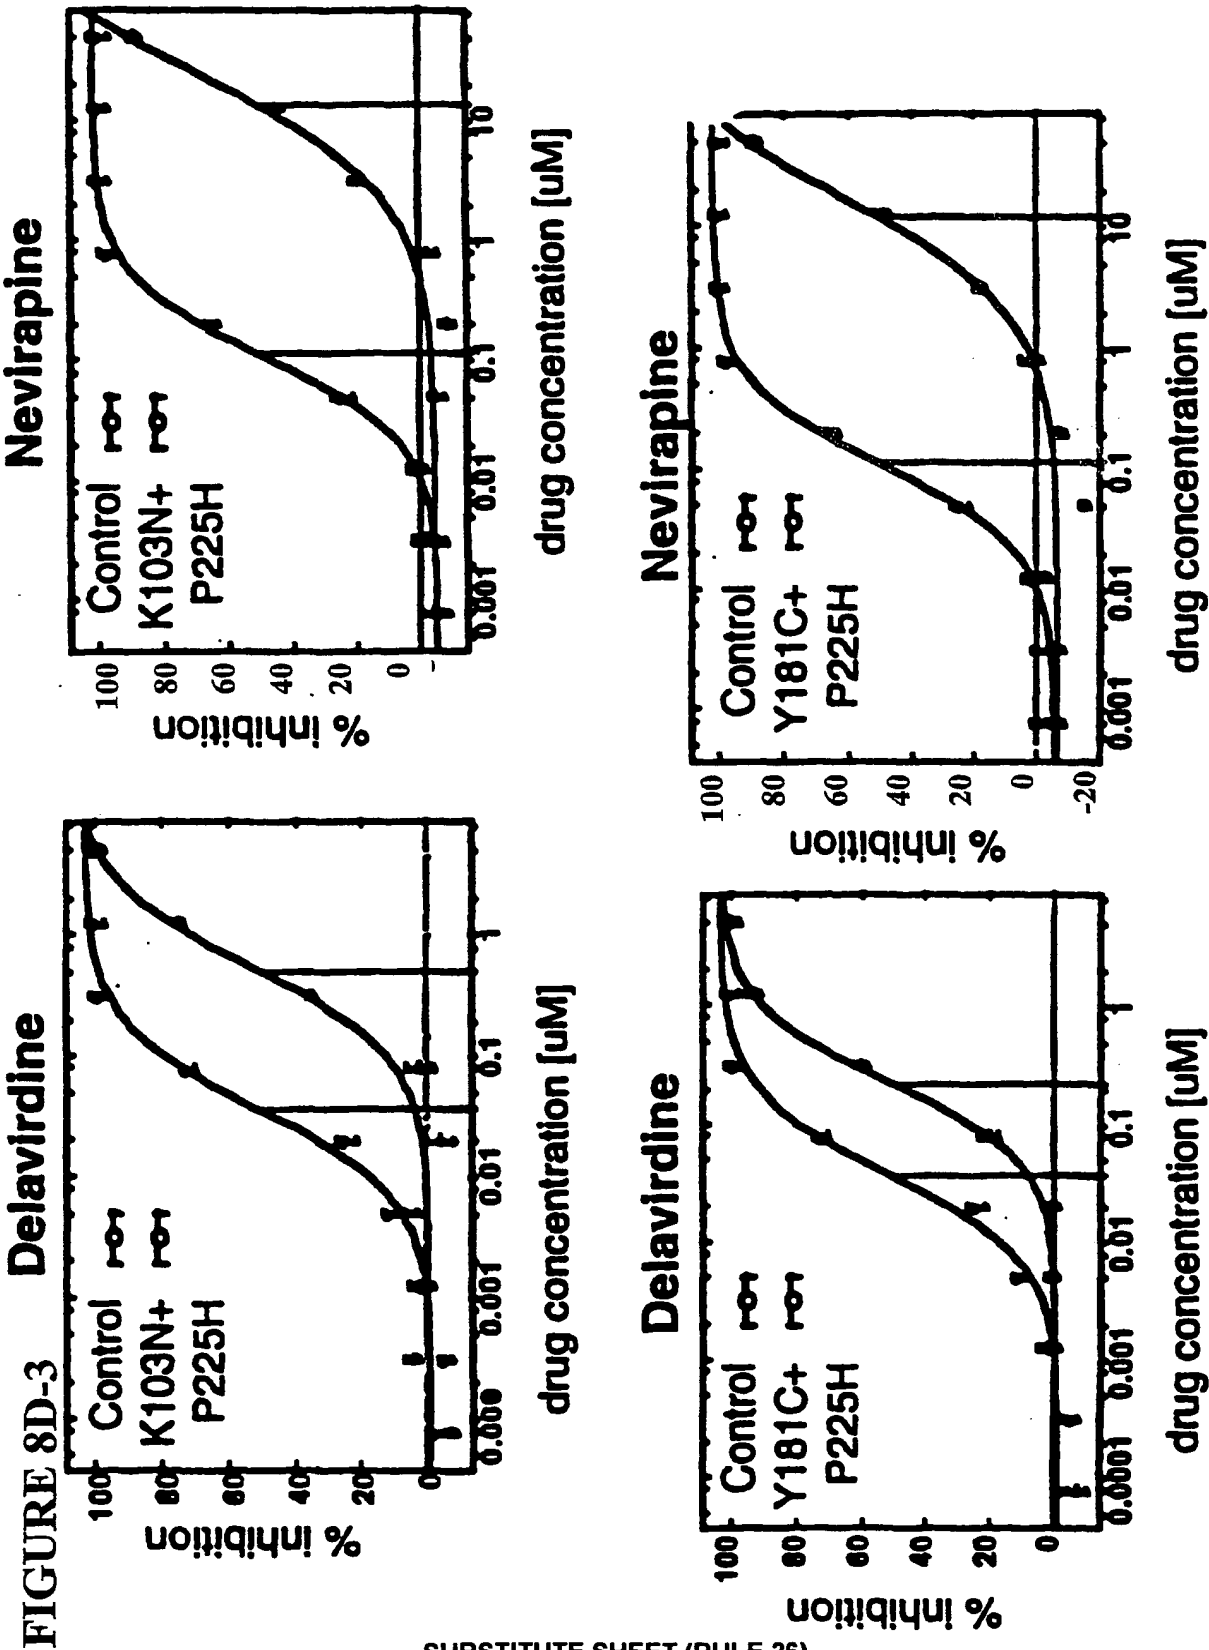 FIGURE 8D-3
Delavirdine
Control
K103N+
P225H
% inhibition
100
80
60
40
20
0
0.000
0.001
0.01
0.1
1
drug concentration [uM]
Nevirapine
Control
K103N+
P225H
% inhibition
100
80
60
40
20
0
0.001
0.01
0.1
1
10
drug concentration [uM]
Delavirdine
Control
Y181C+
P225H
% inhibition
100
80
60
40
20
0
0.0001
0.001
0.01
0.1
1
drug concentration [uM]
Nevirapine
Control
Y181C+
P225H
% inhibition
100
80
60
40
20
0
-20
0.001
0.01
0.1
1
10
drug concentration [uM]
SUBSTITUTE SHEET (RULE 26)